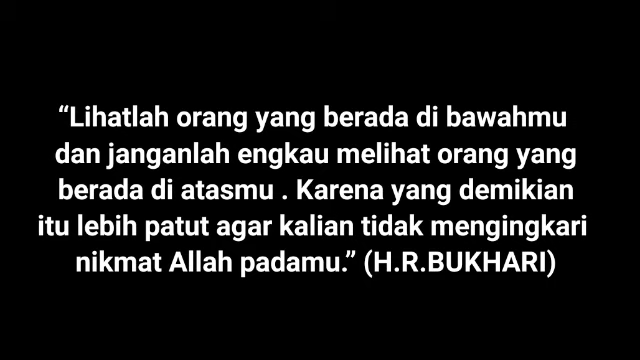 “Lihatlah orang yang berada di bawahmu
dan janganlah engkau melihat orang yang
berada di atasmu . Karena yang demikian
itu lebih patut agar kalian tidak mengingkari
nikmat Allah padamu.” (H.R.BUKHARI)